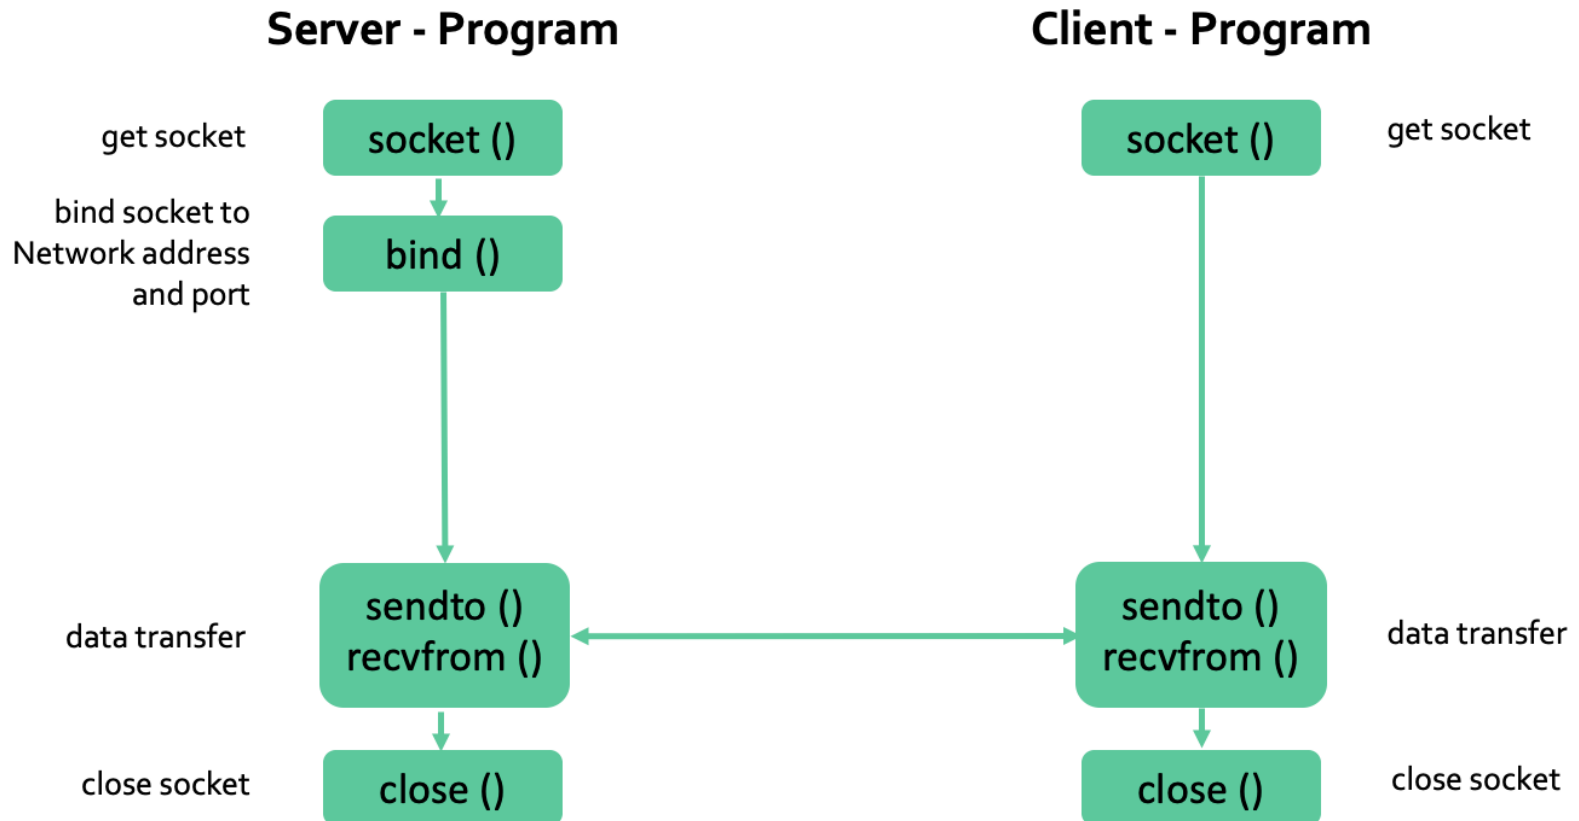 Server - Program
Client - Program
get socket
socket ()
socket ()
get socket
bind socket to
Network address
and port
bind ()
data transfer
sendto ()
recvfrom ()
sendto ()
recvfrom ()
data transfer
close socket
close ()
close ()
close socket